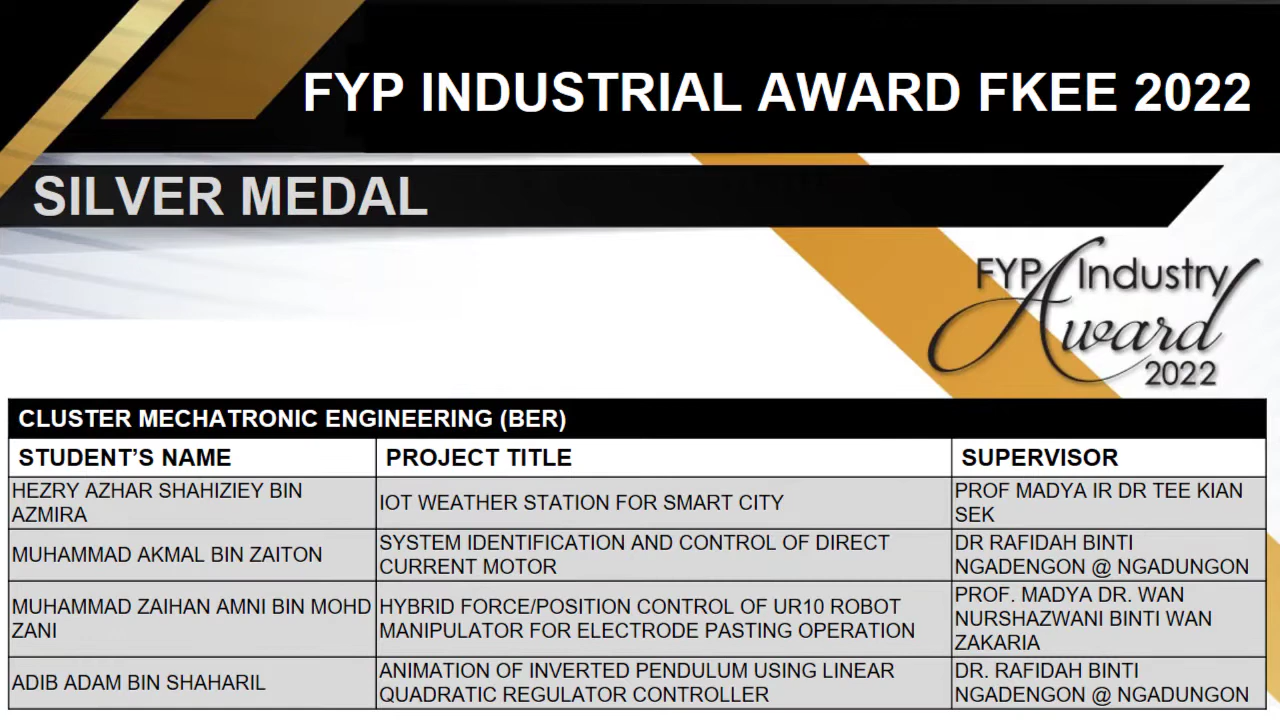 FYP INDUSTRIAL AWARD FKEE 2022
SILVER MEDAL
FYP Industry
Award
2022
CLUSTER MECHATRONIC ENGINEERING (BER)
STUDENT’S NAME PROJECT TITLE SUPERVISOR
HEZRY AZHAR SHAHIZIEY BIN
AZMIRA
IOT WEATHER STATION FOR SMART CITY
PROF MADYA IR DR TEE KIAN
SEK
MUHAMMAD AKMAL BIN ZAITON
SYSTEM IDENTIFICATION AND CONTROL OF DIRECT
CURRENT MOTOR
DR RAFIDAH BINTI
NGADENGON @ NGADUNGON
MUHAMMAD ZAIHAN AMNI BIN MOHD
ZANI
HYBRID FORCE/POSITION CONTROL OF UR10 ROBOT
MANIPULATOR FOR ELECTRODE PASTING OPERATION
PROF. MADYA DR. WAN
NURSHAZWANI BINTI WAN
ZAKARIA
ADIB ADAM BIN SHAHARIL
ANIMATION OF INVERTED PENDULUM USING LINEAR
QUADRATIC REGULATOR CONTROLLER
DR. RAFIDAH BINTI
NGADENGON @ NGADUNGON